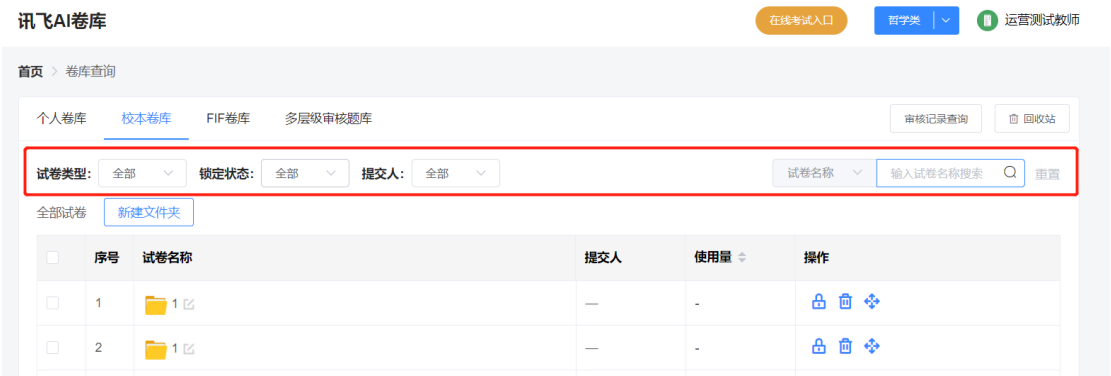 讯飞AI卷库 在线考试入口 哲学类 运营测试教师
首页 > 卷库查询
个人卷库 校本卷库 FIF卷库 多层级审核题库 审核记录查询 回收站
试卷类型: 全部 锁定状态: 全部 提交人: 全部 试卷名称 输入试卷名称搜索 重置
全部试卷 新建文件夹
序号 试卷名称 提交人 使用量 操作
1 1 — -
2 1 — -